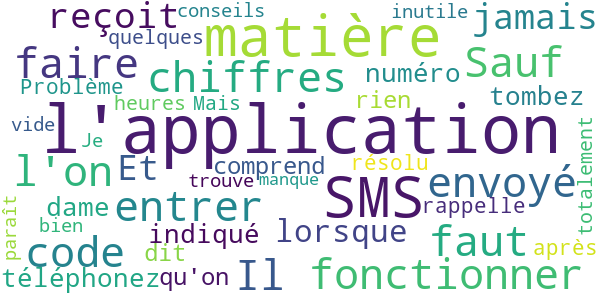 reçoit conseils inutile jamais
quelques matière
faire chiffres numéro Sauf
Problème heures Mais rien tombez
vide l'application
Je
l'on Et comprend résolu totalement
trouve manque SMS envoyé
dame entrer rappelle
paraît bien indiqué lorsque
code dit faut après
téléphonez qu'on Il fonctionner